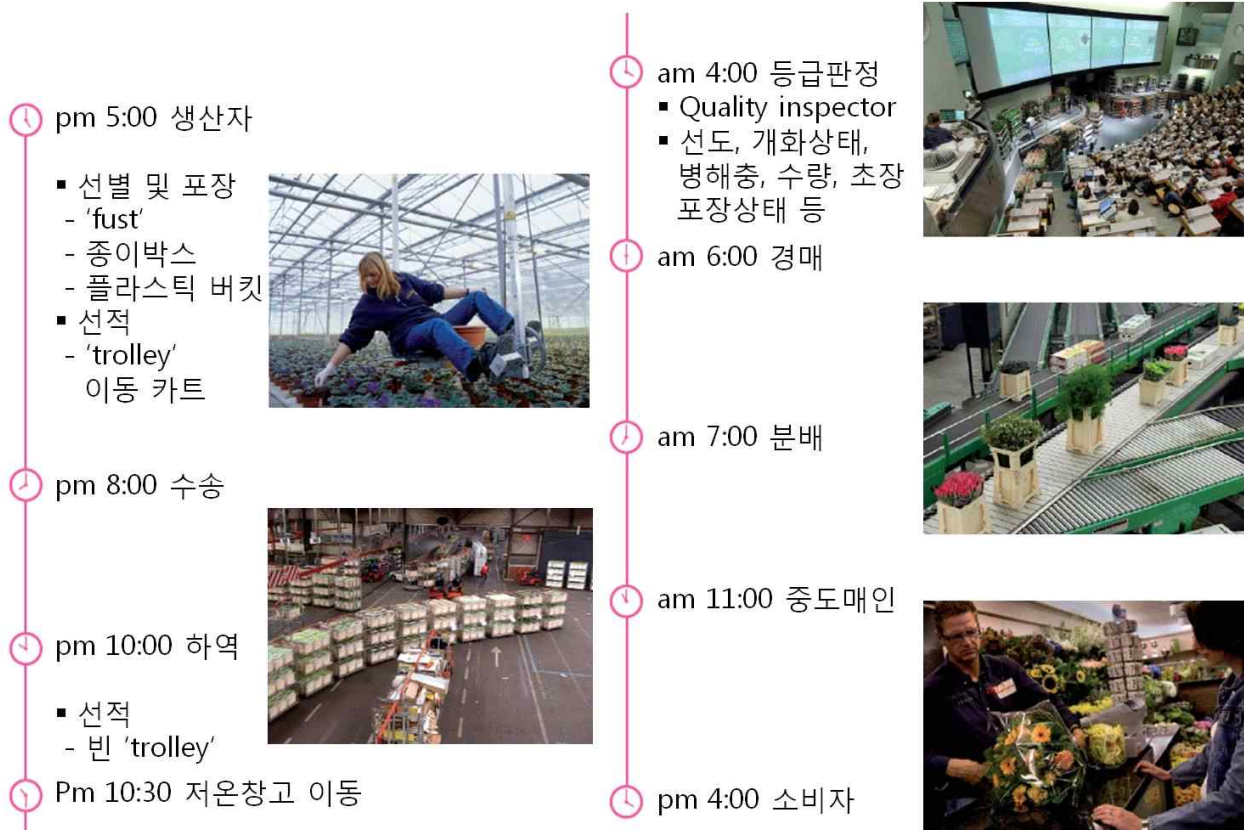 pm 5:00 생산자
▪ 선별 및 포장
- ‘fust‘
- 종이박스
- 플라스틱 버킷
▪ 선적
- ‘trolley‘
이동 카트
pm 8:00 수송
pm 10:00 하역
▪ 선적
- 빈 ‘trolley‘
Pm 10:30 저온창고 이동
am 4:00 등급판정
▪ Quality inspector
▪ 선도, 개화상태,
병해충, 수량, 초장
포장상태 등
am 6:00 경매
am 7:00 분배
am 11:00 중도매인
pm 4:00 소비자